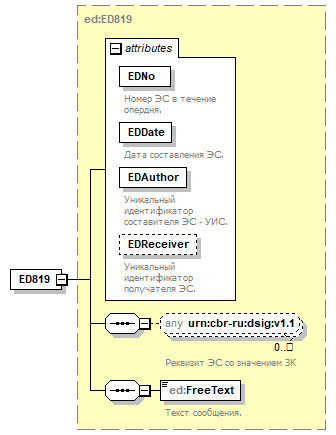 ed:ED819
attributes
EDNo
Номер ЭС в течение
опердня.
EDDate
Дата составления ЭС.
EDAuthor
Уникальный
идентификатор
составителя ЭС - УИС.
EDReceiver
Уникальный
идентификатор
получателя ЭС.
ED819
any urn:cbr-ru:dsig:v1.1
0..
Реквизит ЭС со значением ЗК
ed:FreeText
Текст сообщения.